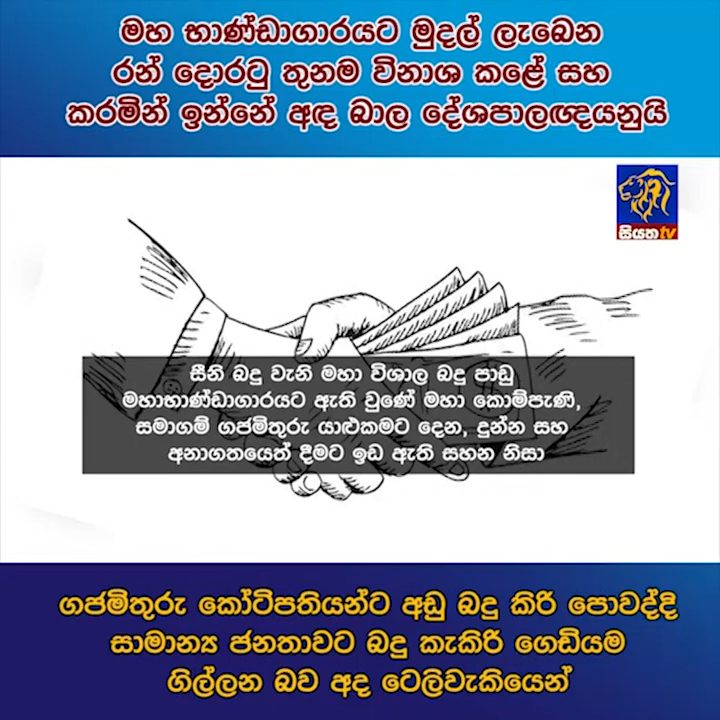 මහ භාණ්ඩාගාරයට මුදල් ලැබෙන
රන් දොරටු තුනම විනාශ කළේ සහ
කරමින් ඉන්නේ අඳ බාල දේශපාලඥයනුයි
සියත tv
සීනි බදු වැනි මහා විශාල බදු පාඩු
මහාභාණ්ඩාගාරයට ඇති වුණේ මහා කොම්පැණි,
සමාගම් ගජමිතුරු යාළුකමට දෙන, දුන්න සහ
අනාගතයෙත් දීමට ඉඩ ඇති සහන නිසා
ගජමිතුරු කෝටිපතියන්ට අඩු බදු කිරි පොවද්දි
සාමාන්‍ය ජනතාවට බදු කැකිරි ගෙඩියම
ගිල්ලන බව අද ටෙලිවැකියෙන්